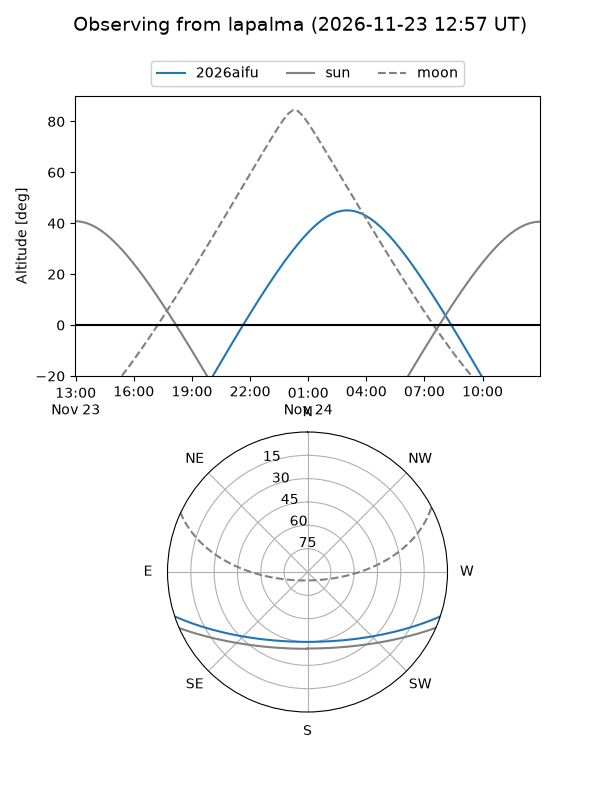 Observing from lapalma (2026-11-23 12:57 UT)
2026aifu sun moon
Altitude [deg]
80
60
40
20
0
−20
13:00 16:00 19:00 22:00 01:00 04:00 07:00 10:00
Nov 23 Nov 24
N
NE NW
15
30
45
60
75
E W
SE SW
S